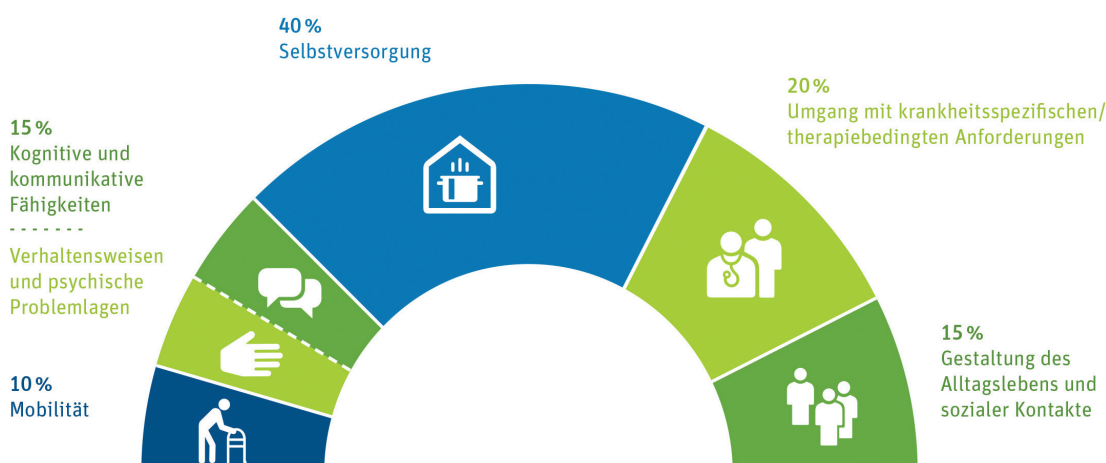 40 %
Selbstversorgung
20 %
Umgang mit krankheitsspezifischen/
therapiebedingten Anforderungen
15 %
Kognitive und
kommunikative
Fähigkeiten
Verhaltensweisen
und psychische
Problemlagen
10 %
Mobilität
15 %
Gestaltung des
Alltagslebens und
sozialer Kontakte